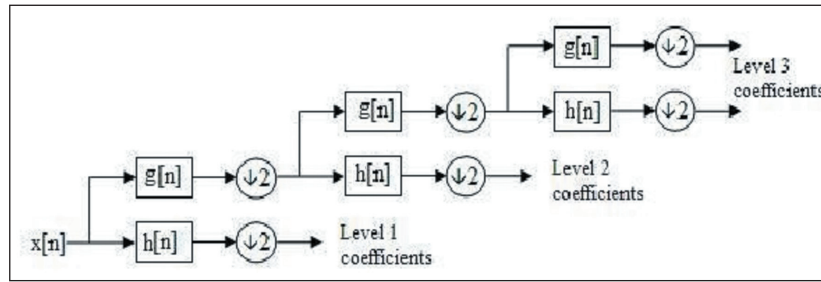 g[n]
↓2
Level 3
coefficients
g[n]
↓2
h[n]
↓2
g[n]
↓2
h[n]
↓2
Level 2
coefficients
x[n]
h[n]
↓2
Level 1
coefficients